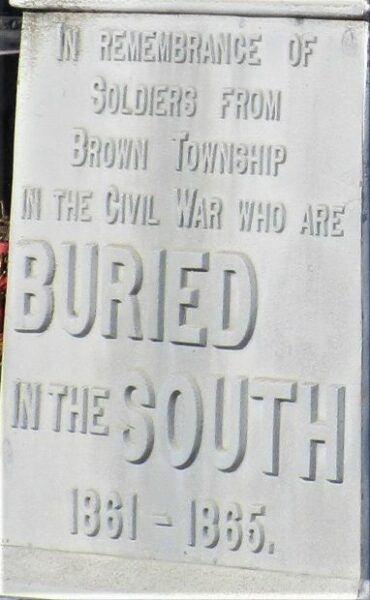 In remembrance of
Soldiers from
Brown Township
in the Civil War who are
BURIED
IN THE SOUTH
1861 - 1865.